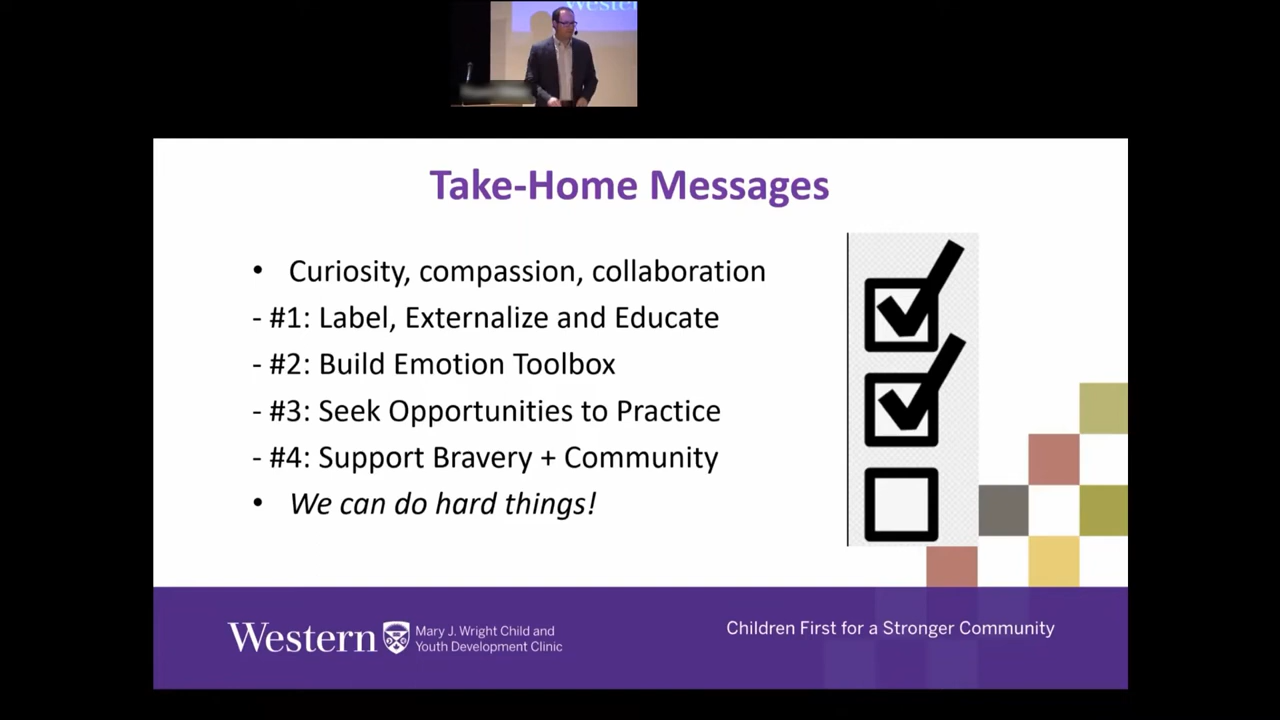 Western
Take-Home Messages
• Curiosity, compassion, collaboration
- #1: Label, Externalize and Educate
- #2: Build Emotion Toolbox
- #3: Seek Opportunities to Practice
- #4: Support Bravery + Community
• We can do hard things!
Western
Mary J. Wright Child and
Youth Development Clinic
Children First for a Stronger Community